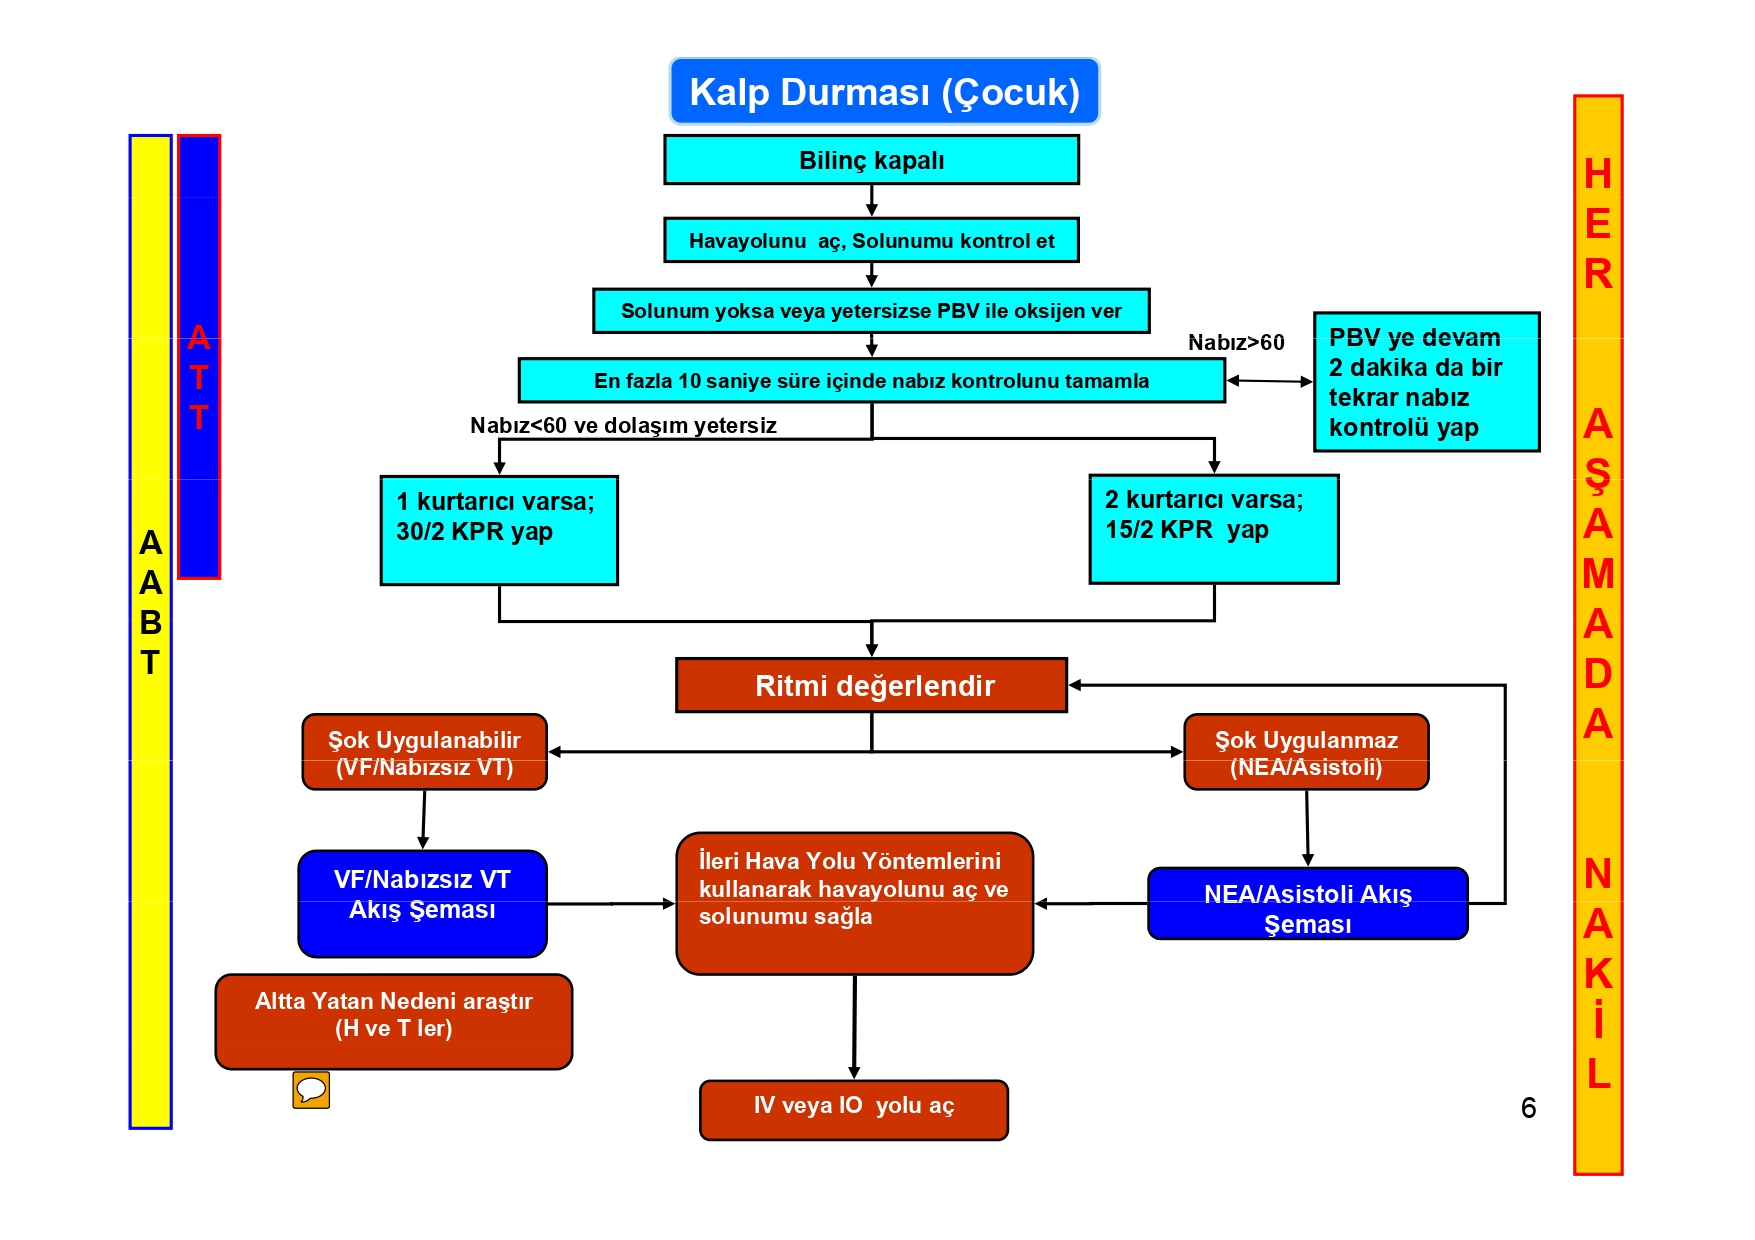 Kalp Durması (Çocuk)
Bilinç kapalı
Havayolunu  aç, Solunumu kontrol et
Solunum yoksa veya yetersizse PBV ile oksijen ver
Nabız>60
En fazla 10 saniye süre içinde nabız kontrolunu tamamla
PBV ye devam
2 dakika da bir
tekrar nabız
kontrolü yap
Nabız<60 ve dolaşım yetersiz
1 kurtarıcı varsa;
30/2 KPR yap
2 kurtarıcı varsa;
15/2 KPR  yap
Ritmi değerlendir
Şok Uygulanabilir
(VF/Nabızsız VT)
Şok Uygulanmaz
(NEA/Asistoli)
VF/Nabızsız VT
Akış Şeması
İleri Hava Yolu Yöntemlerini
kullanarak havayolunu aç ve
solunumu sağla
NEA/Asistoli Akış
Şeması
Altta Yatan Nedeni araştır
(H ve T ler)
IV veya IO  yolu aç
6
AABT
ATT
HER AŞAMADA NAKİL